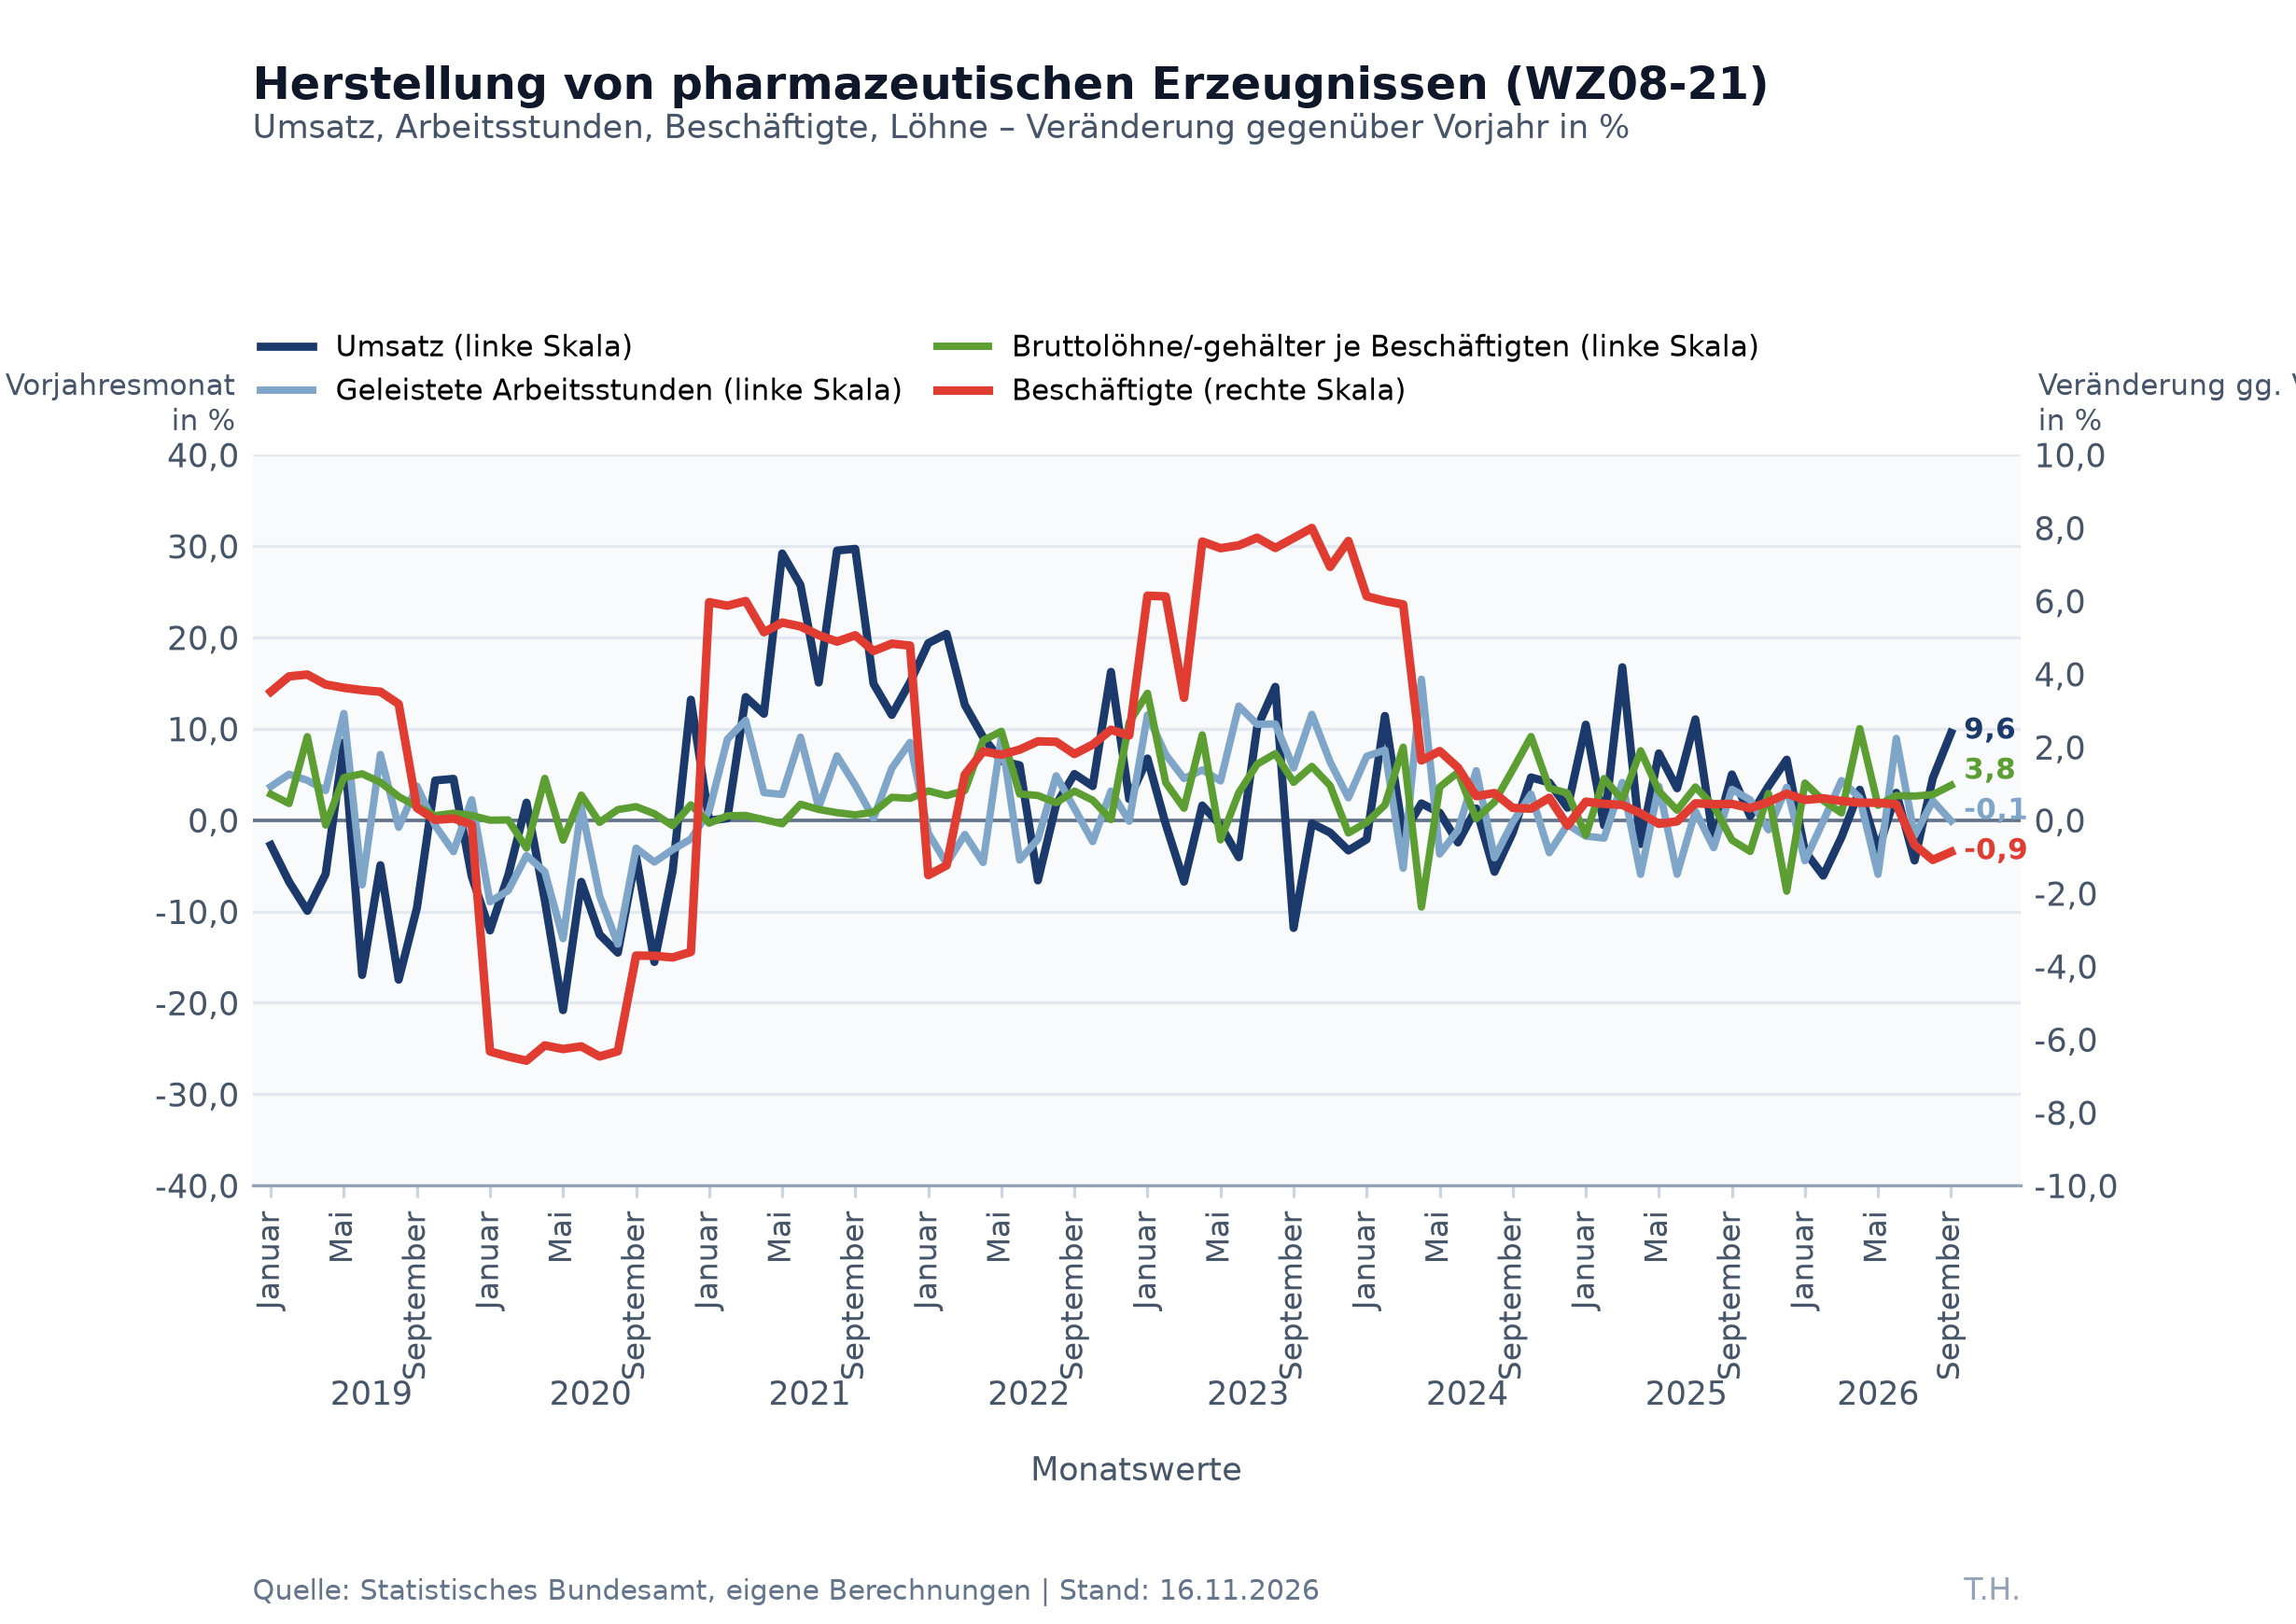 Herstellung von pharmazeutischen Erzeugnissen (WZ08-21)
Umsatz, Arbeitsstunden, Beschäftigte, Löhne – Veränderung gegenüber Vorjahr in %
Umsatz (linke Skala)
Bruttolöhne/-gehälter je Beschäftigten (linke Skala)
Geleistete Arbeitsstunden (linke Skala)
Beschäftigte (rechte Skala)
Vorjahresmonat
in %
Veränderung gg.
in %
40,0
30,0
20,0
10,0
0,0
-10,0
-20,0
-30,0
-40,0
10,0
8,0
6,0
4,0
2,0
0,0
-2,0
-4,0
-6,0
-8,0
-10,0
9,6
3,8
-0,1
-0,9
Januar
Mai
September
Januar
Mai
September
Januar
Mai
September
Januar
Mai
September
Januar
Mai
September
Januar
Mai
September
Januar
Mai
September
Januar
Mai
September
2019
2020
2021
2022
2023
2024
2025
2026
Monatswerte
Quelle: Statistisches Bundesamt, eigene Berechnungen | Stand: 16.11.2026
T.H.